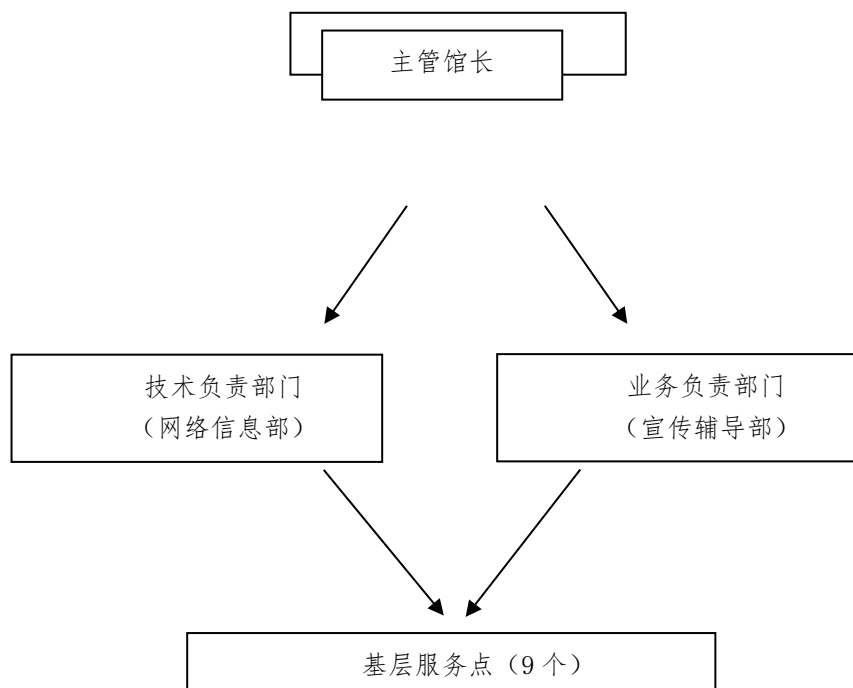 主管馆长
技术负责部门
（网络信息部）
业务负责部门
（宣传辅导部）
基层服务点（9个）